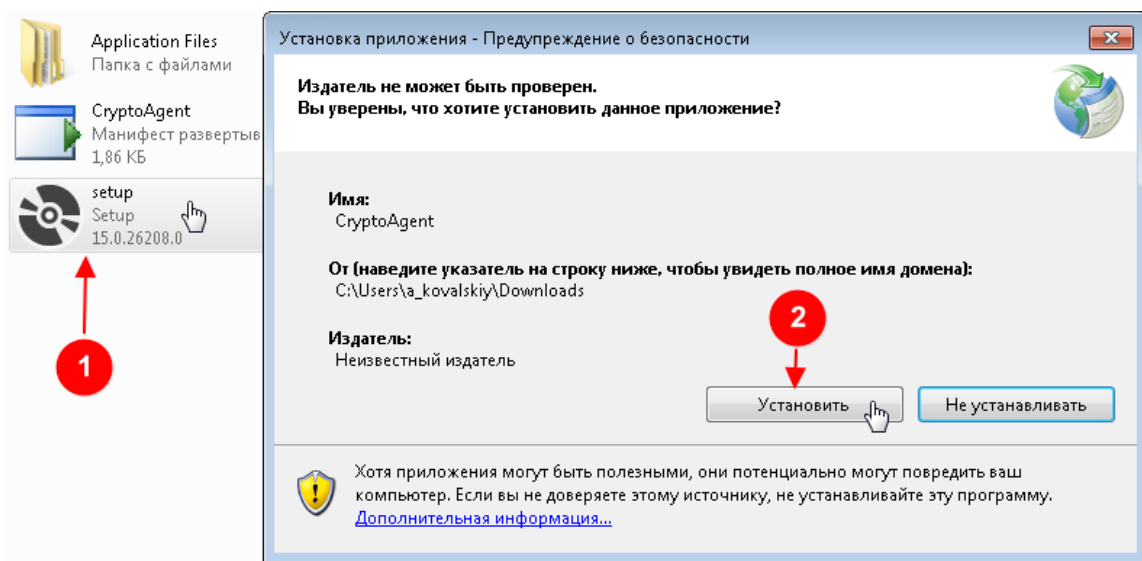 Application Files
Папка с файлами
CryptoAgent
Манифест развертыв
1,86 КБ
setup
Setup
15.0.26208.0
1
Установка приложения - Предупреждение о безопасности
Издатель не может быть проверен.
Вы уверены, что хотите установить данное приложение?
Имя:
CryptoAgent
От (наведите указатель на строку ниже, чтобы увидеть полное имя домена):
C:\Users\a_kovalskiy\Downloads
2
Издатель:
Неизвестный издатель
Установить
Не устанавливать
Хотя приложения могут быть полезными, они потенциально могут повредить ваш
компьютер. Если вы не доверяете этому источнику, не устанавливайте эту программу.
Дополнительная информация...